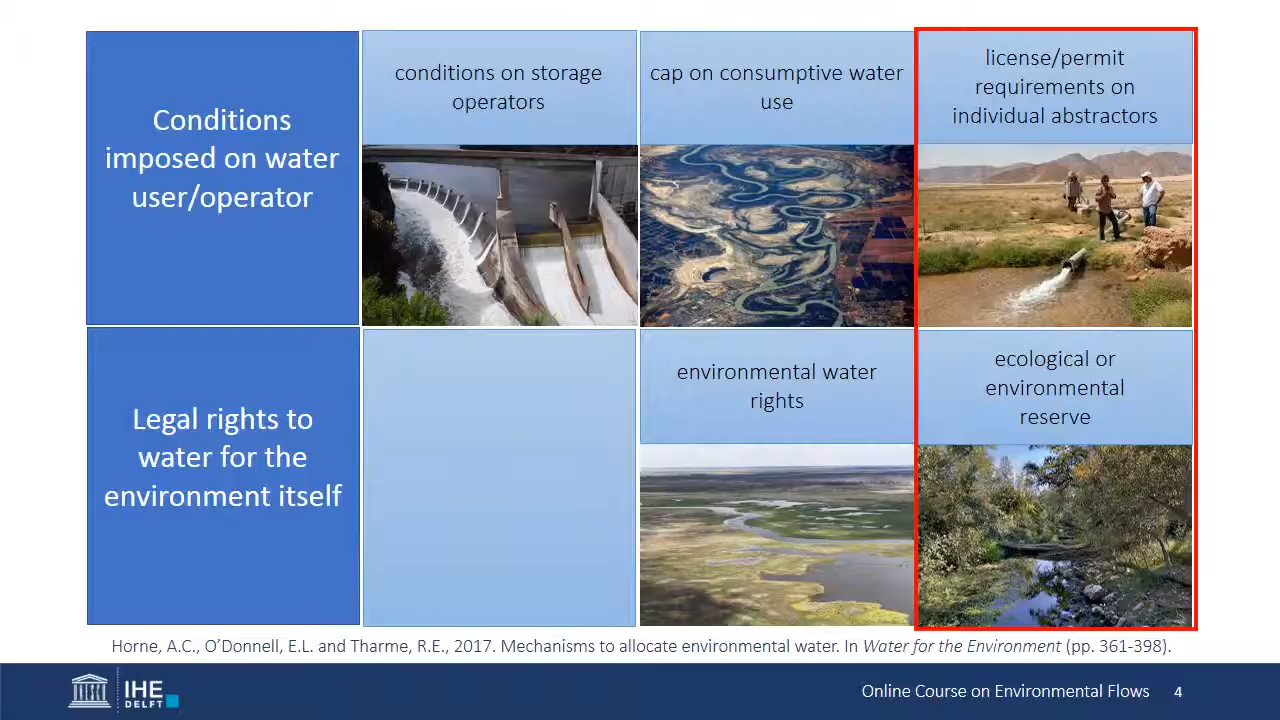 Conditions
imposed on water
user/operator
conditions on storage
operators
cap on consumptive water
use
license/permit
requirements on
individual abstractors
Legal rights to
water for the
environment itself
environmental water
rights
ecological or
environmental
reserve
Horne, A.C., O´Donnell, E.L. and Tharme, R.E., 2017. Mechanisms to allocate environmental water. In Water for the Environment (pp. 361-398).
IHE
DELFT
Online Course on Environmental Flows 4